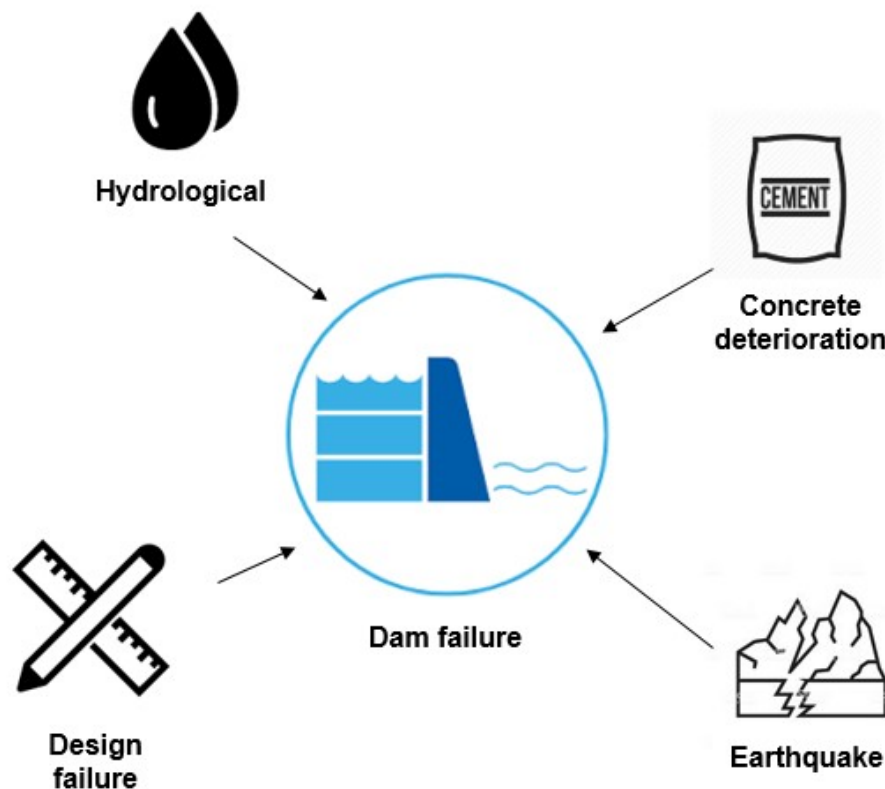 Hydrological
CEMENT
Concrete
deterioration
Dam failure
Design
failure
Earthquake